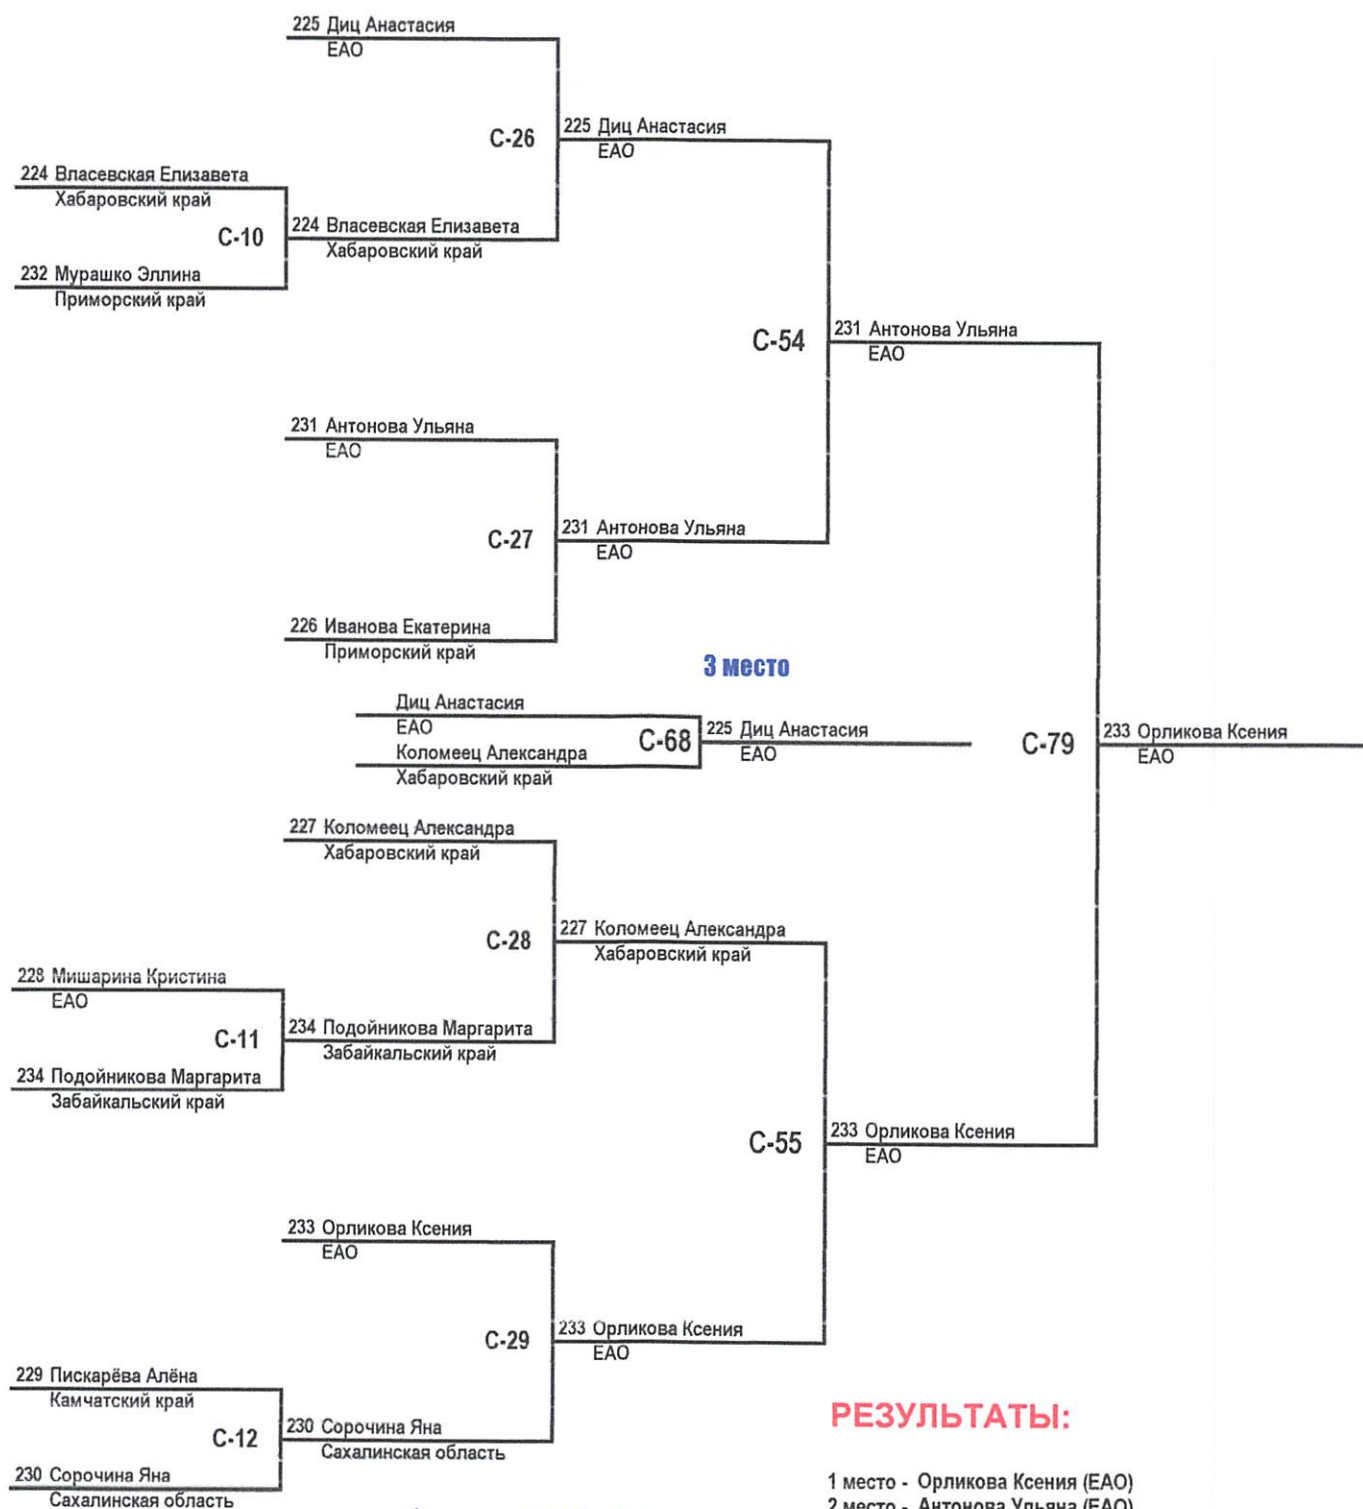 225 Диц Анастасия
ЕАО
С-26
225 Диц Анастасия
ЕАО
224 Власевская Елизавета
Хабаровский край
С-10
224 Власевская Елизавета
Хабаровский край
232 Мурашко Эллина
Приморский край
С-54
231 Антонова Ульяна
ЕАО
231 Антонова Ульяна
ЕАО
С-27
231 Антонова Ульяна
ЕАО
226 Иванова Екатерина
Приморский край
3 место
Диц Анастасия
ЕАО
Коломеец Александра
Хабаровский край
С-68
225 Диц Анастасия
ЕАО
С-79
233 Орликова Ксения
ЕАО
227 Коломеец Александра
Хабаровский край
С-28
227 Коломеец Александра
Хабаровский край
228 Мишарина Кристина
ЕАО
С-11
234 Подойникова Маргарита
Забайкальский край
234 Подойникова Маргарита
Забайкальский край
С-55
233 Орликова Ксения
ЕАО
233 Орликова Ксения
ЕАО
С-29
233 Орликова Ксения
ЕАО
229 Пискарёва Алёна
Камчатский край
С-12
230 Сорочина Яна
Сахалинская область
230 Сорочина Яна
Сахалинская область
РЕЗУЛЬТАТЫ:
1 место - Орликова Ксения (ЕАО)
2 место - Антонова Ульяна (ЕАО)